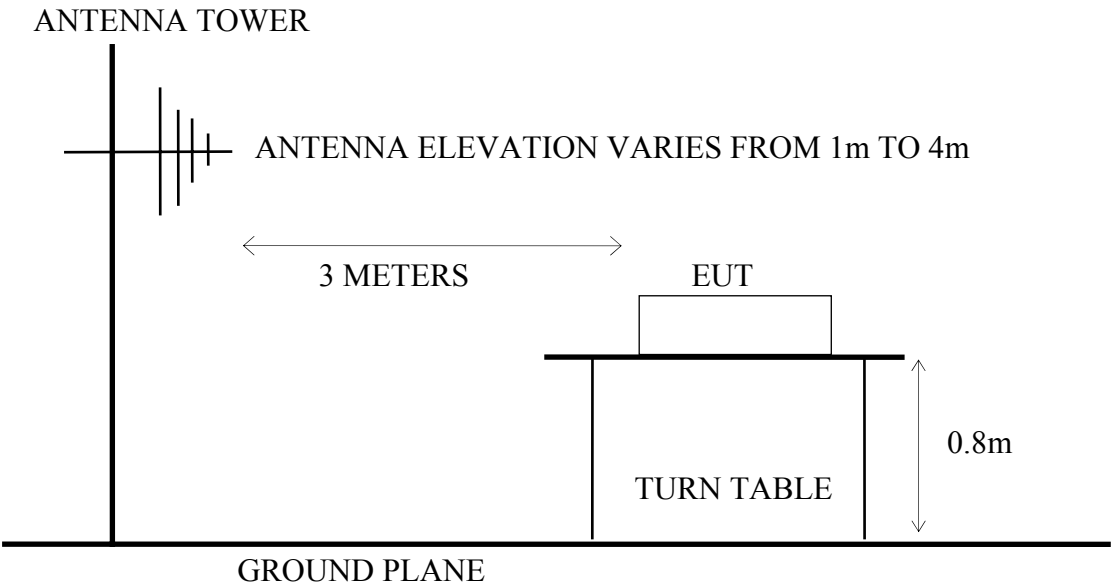 ANTENNA TOWER
ANTENNA ELEVATION VARIES FROM 1m TO 4m
3 METERS
EUT
0.8m
TURN TABLE
GROUND PLANE